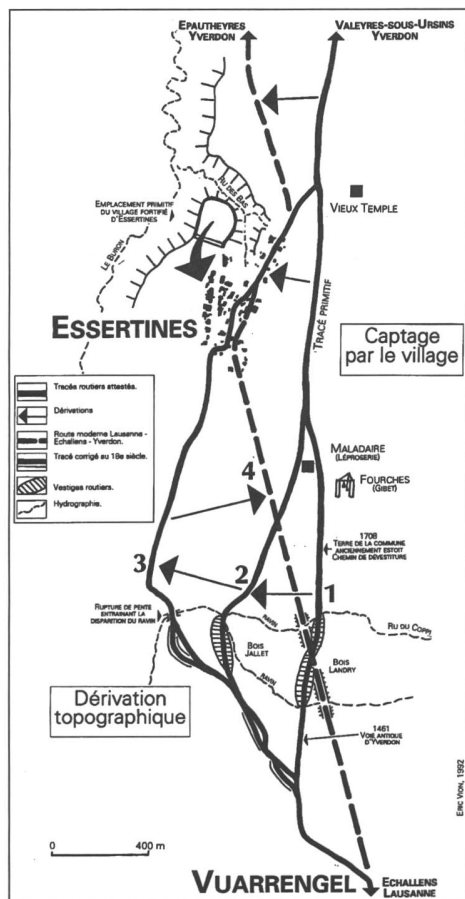 EPAUTHEYRES
YVERDON
VALEYRES-SOUS-URSINS
YVERDON
RU DES BAS
VIEUX TEMPLE
EMPLACEMENT PRIMITIF
DU VILLAGE FORTIFIÉ
D'ESSERTINES
LE BURON
ESSERTINES
TRACÉ PRIMITIF
Captage
par le village
Tracés routiers attestés.
Dérivations
Route moderne Lausanne -
Echallens - Yverdon.
Tracé corrigé au 18e siècle.
Vestiges routiers.
Hydrographie.
MALADAIRE
(LÉPROSERIE)
FOURCHES
(GIBET)
4
1708
TERRE DE LA COMMUNE
ANCIENNEMENT ESTOIT
CHEMIN DE DÉVESTITURE
3
2
1
RUPTURE DE PENTE
ENTRAINANT LA
DISPARITION DU RAVIN
RAVIN
RU DU COPPI
BOIS
JALLET
BOIS
LANDRY
RAVIN
Dérivation
topographique
1461
VOIE ANTIQUE
D'YVERDON
ERIC VION, 1992
0
400 m
VUARRENGEL
ECHALLENS
LAUSANNE